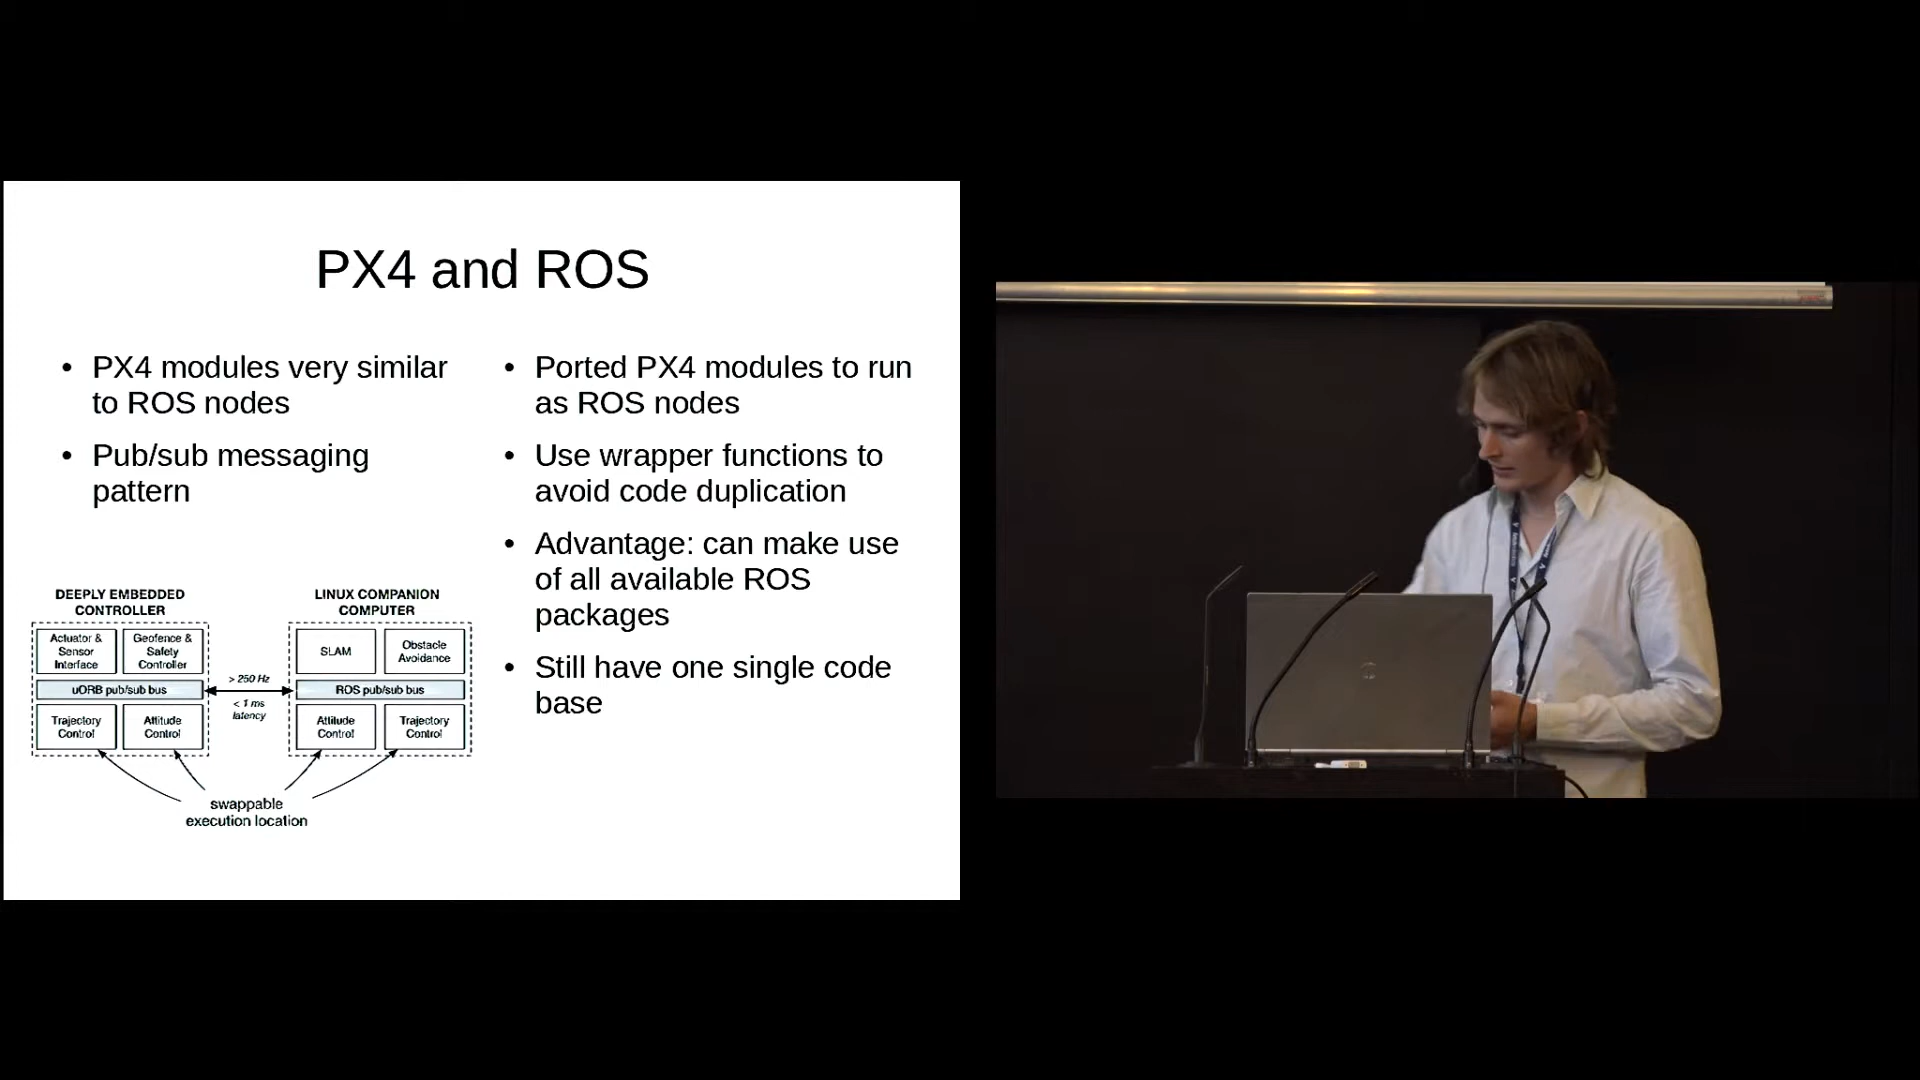 PX4 and ROS
• PX4 modules very similar
to ROS nodes
• Pub/sub messaging
pattern
• Ported PX4 modules to run
as ROS nodes
• Use wrapper functions to
avoid code duplication
• Advantage: can make use
of all available ROS
packages
• Still have one single code
base
DEEPLY EMBEDDED
CONTROLLER
Actuator &
Sensor
Interface
Geofence &
Safety
Controller
uORB pub/sub bus
Trajectory
Control
Attitude
Control
> 250 Hz
< 1 ms
latency
LINUX COMPANION
COMPUTER
SLAM
Obstacle
Avoidance
ROS pub/sub bus
Attitude
Control
Trajectory
Control
swappable
execution location